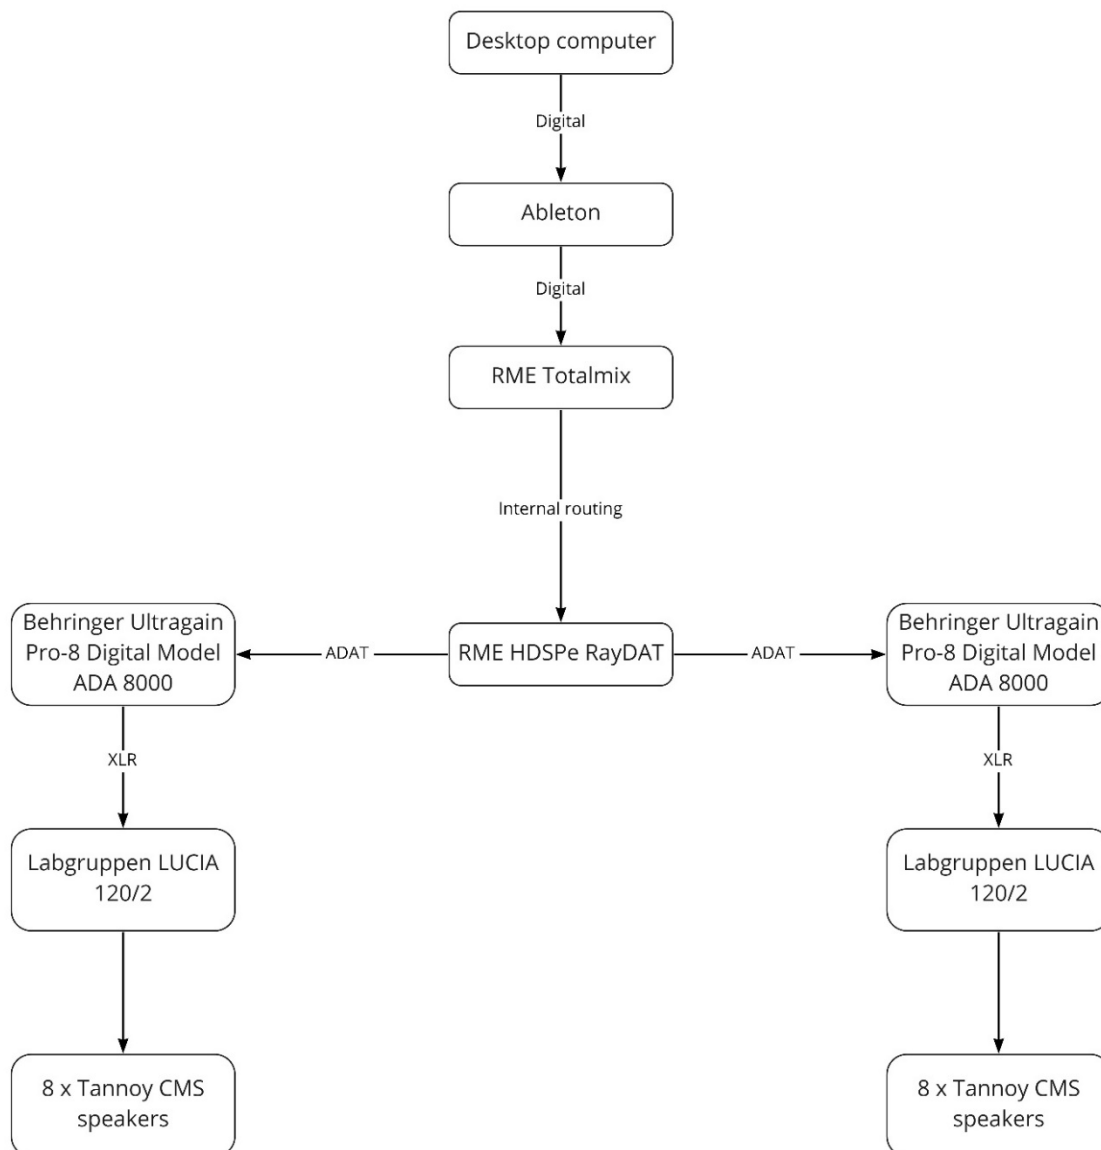 Desktop computer
Digital
Ableton
Digital
RME Totalmix
Internal routing
Behringer Ultragain
Pro-8 Digital Model
ADA 8000
ADAT
RME HDSPe RayDAT
ADAT
Behringer Ultragain
Pro-8 Digital Model
ADA 8000
XLR
XLR
Labgruppen LUCIA
120/2
Labgruppen LUCIA
120/2
8 x Tannoy CMS
speakers
8 x Tannoy CMS
speakers